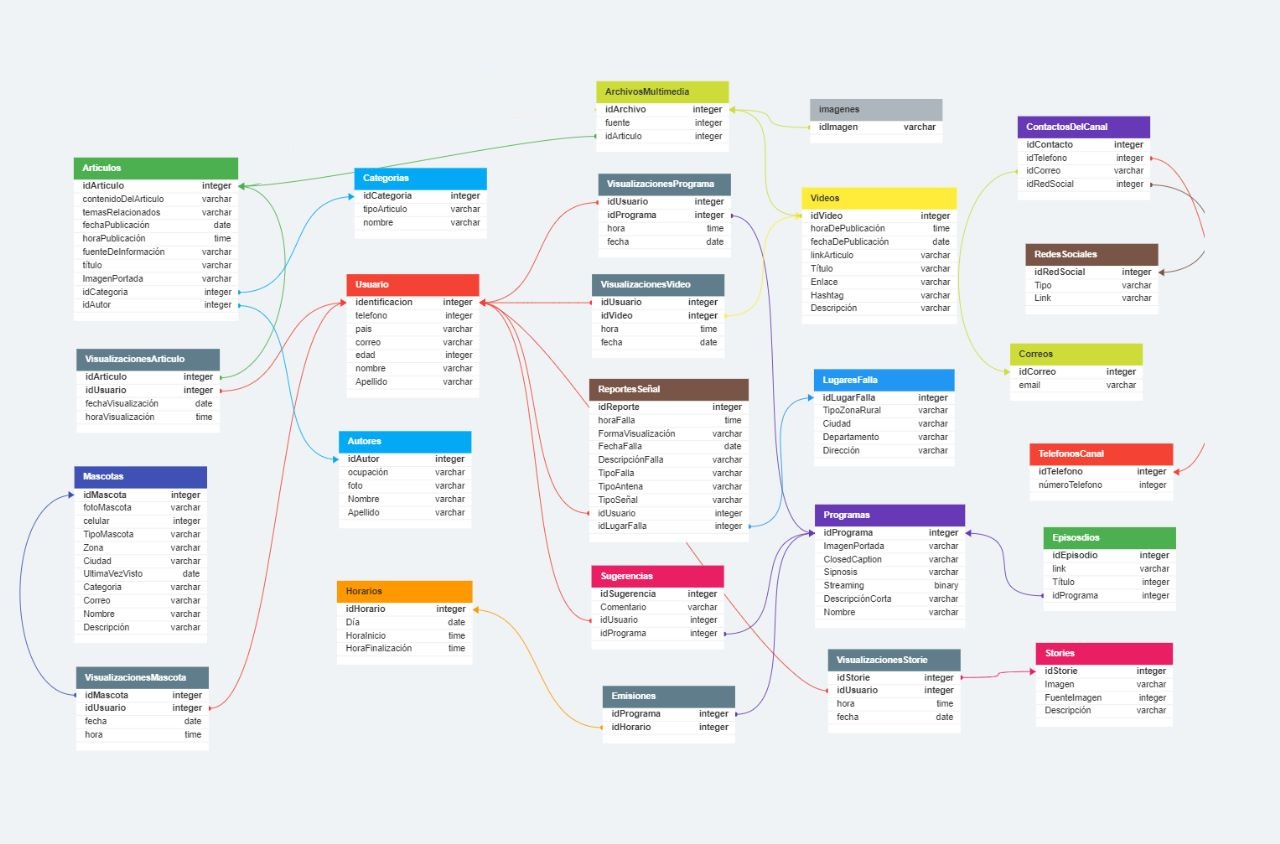 ArchivosMultimedia
idArchivo integer
fuente integer
idArticulo integer
imagenes
idImagen varchar
ContactosDelCanal
idContacto integer
idTelefono integer
idCorreo varchar
idRedSocial integer
Articulos
idArticulo integer
contenidoDelArticulo varchar
temasRelacionados varchar
fechaPublicación date
horaPublicación time
fuenteDeInformación varchar
título varchar
ImagenPortada varchar
idCategoria integer
idAutor integer
Categorias
idCategoria integer
tipoArticulo varchar
nombre varchar
VisualizacionesPrograma
idUsuario integer
idPrograma integer
hora time
fecha date
Videos
idVideo integer
horaDePublicación time
fechaDePublicación date
linkArticulo varchar
Título varchar
Enlace varchar
Hashtag varchar
Descripción varchar
RedesSociales
idRedSocial integer
Tipo varchar
Link varchar
Usuario
identificacion integer
telefono integer
pais varchar
correo varchar
edad integer
nombre varchar
Apellido varchar
VisualizacionesVideo
idUsuario integer
idVideo integer
hora time
fecha date
Correos
idCorreo integer
email varchar
VisualizacionesArticulo
idArticulo integer
idUsuario integer
fechaVisualización date
horaVisualización time
ReportesSeñal
idReporte integer
horaFalla time
FormaVisualización varchar
FechaFalla date
DescripciónFalla varchar
TipoFalla varchar
TipoAntena varchar
TipoSeñal varchar
idUsuario integer
idLugarFalla integer
LugaresFalla
idLugarFalla integer
TipoZonaRural varchar
Ciudad varchar
Departamento varchar
Dirección varchar
Autores
idAutor integer
ocupación varchar
foto varchar
Nombre varchar
Apellido varchar
TelefonosCanal
idTelefono integer
númeroTelefono integer
Mascotas
idMascota integer
fotoMascota varchar
celular integer
TipoMascota varchar
Zona varchar
Ciudad varchar
UltimaVezVisto date
Categoria varchar
Correo varchar
Nombre varchar
Descripción varchar
Programas
idPrograma integer
ImagenPortada varchar
ClosedCaption varchar
Sipnosis varchar
Streaming binary
DescripciónCorta varchar
Nombre varchar
Episosdios
idEpisodio integer
link varchar
Título integer
idPrograma integer
Horarios
idHorario integer
Día date
HoraInicio time
HoraFinalización time
Sugerencias
idSugerencia integer
Comentario varchar
idUsuario integer
idPrograma integer
VisualizacionesMascota
idMascota integer
idUsuario integer
fecha date
hora time
Emisiones
idPrograma integer
idHorario integer
VisualizacionesStorie
idStorie integer
idUsuario integer
hora time
fecha date
Stories
idStorie integer
Imagen varchar
FuenteImagen integer
Descripción varchar